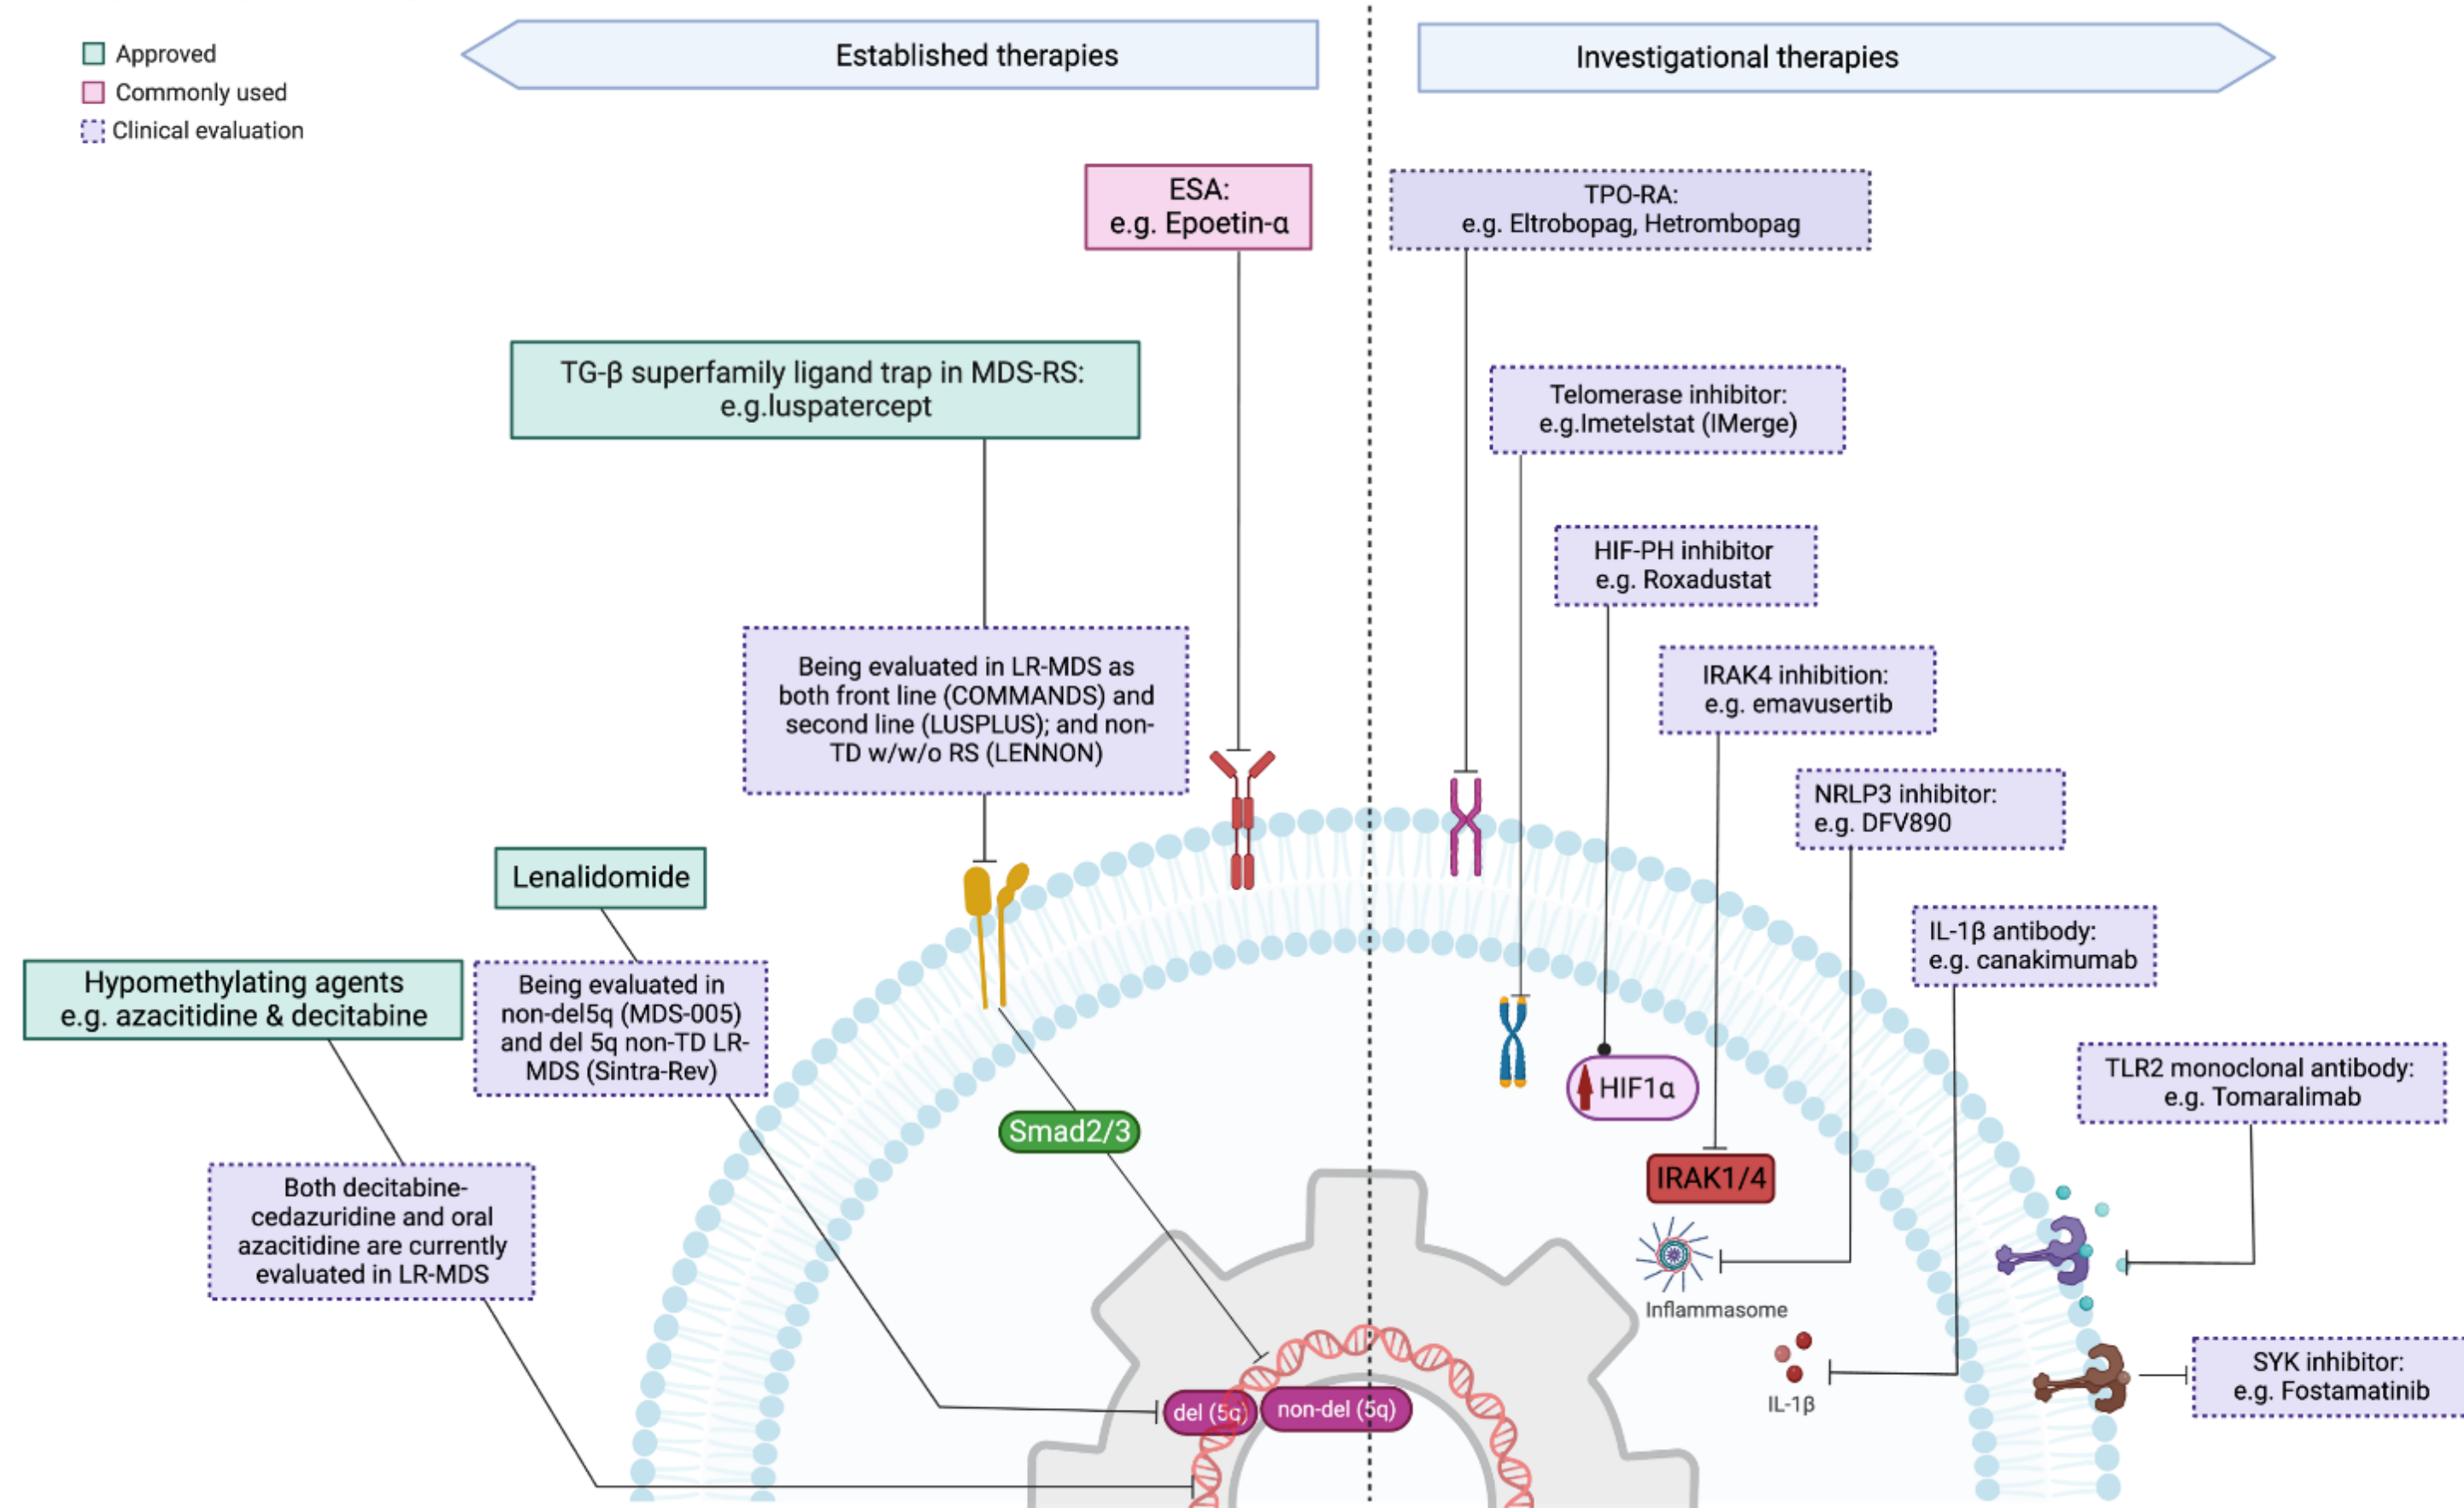 Approved
Commonly used
Clinical evaluation
Established therapies
Investigational therapies
ESA:
e.g. Epoetin-α
TG-β superfamily ligand trap in MDS-RS:
e.g.luspatercept
Being evaluated in LR-MDS as
both front line (COMMANDS) and
second line (LUSPLUS); and non-
TD w/w/o RS (LENNON)
Lenalidomide
Being evaluated in
non-del5q (MDS-005)
and del 5q non-TD LR-
MDS (Sintra-Rev)
Hypomethylating agents
e.g. azacitidine & decitabine
Both decitabine-
cedazuridine and oral
azacitidine are currently
evaluated in LR-MDS
Smad2/3
del (5q)
non-del (5q)
TPO-RA:
e.g. Eltrobopag, Hetrombopag
Telomerase inhibitor:
e.g.Imetelstat (IMerge)
HIF-PH inhibitor
e.g. Roxadustat
IRAK4 inhibition:
e.g. emavusertib
NRLP3 inhibitor:
e.g. DFV890
IL-1β antibody:
e.g. canakimumab
TLR2 monoclonal antibody:
e.g. Tomaralimab
SYK inhibitor:
e.g. Fostamatinib
HIF1α
IRAK1/4
Inflammasome
IL-1β